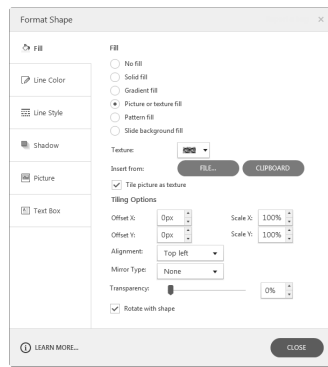 Format Shape
Fill
Line Color
Line Style
Shadow
Picture
Text Box
Fill
No fill
Solid fill
Gradient fill
Picture or texture fill
Pattern fill
Slide background fill
Texture:
Insert from: FILE... CLIPBOARD
Tile picture as texture
Tiling Options
Offset X: 0px Scale X: 100%
Offset Y: 0px Scale Y: 100%
Alignment: Top left
Mirror Type: None
Transparency: 0%
Rotate with shape
LEARN MORE... CLOSE